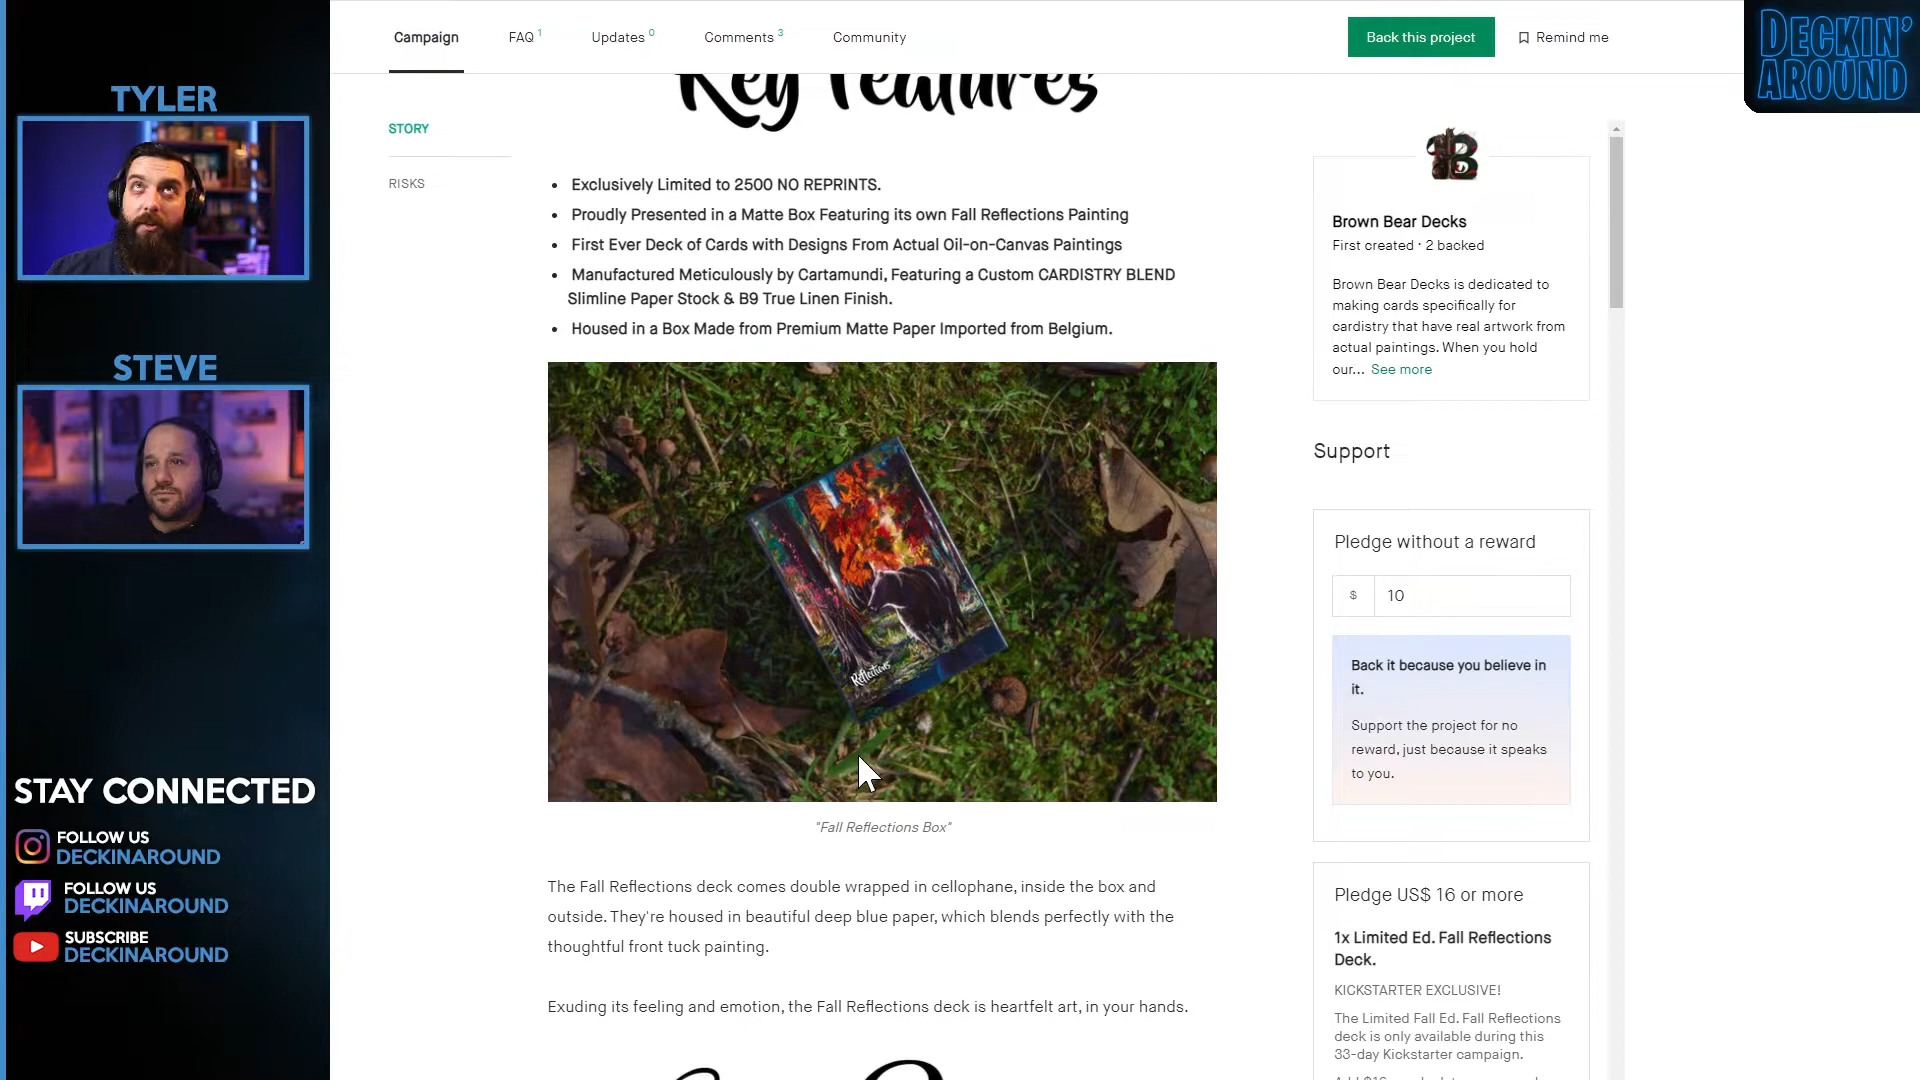 TYLER
STEVE
STAY CONNECTED
FOLLOW US
DECKINAROUND
FOLLOW US
DECKINAROUND
SUBSCRIBE
DECKINAROUND
Campaign
FAQ 1
Updates 0
Comments 3
Community
Back this project
Remind me
DECKIN'
AROUND
STORY
RISKS
Key Features
• Exclusively Limited to 2500 NO REPRINTS.
• Proudly Presented in a Matte Box Featuring its own Fall Reflections Painting
• First Ever Deck of Cards with Designs From Actual Oil-on-Canvas Paintings
• Manufactured Meticulously by Cartamundi, Featuring a Custom CARDISTRY BLEND
Slimline Paper Stock & B9 True Linen Finish.
• Housed in a Box Made from Premium Matte Paper Imported from Belgium.
Reflections
"Fall Reflections Box"
The Fall Reflections deck comes double wrapped in cellophane, inside the box and
outside. They're housed in beautiful deep blue paper, which blends perfectly with the
thoughtful front tuck painting.
Exuding its feeling and emotion, the Fall Reflections deck is heartfelt art, in your hands.
B
Brown Bear Decks
First created · 2 backed
Brown Bear Decks is dedicated to
making cards specifically for
cardistry that have real artwork from
actual paintings. When you hold
our... See more
Support
Pledge without a reward
$ 10
Back it because you believe in
it.
Support the project for no
reward, just because it speaks
to you.
Pledge US$ 16 or more
1x Limited Ed. Fall Reflections
Deck.
KICKSTARTER EXCLUSIVE!
The Limited Fall Ed. Fall Reflections
deck is only available during this
33-day Kickstarter campaign.